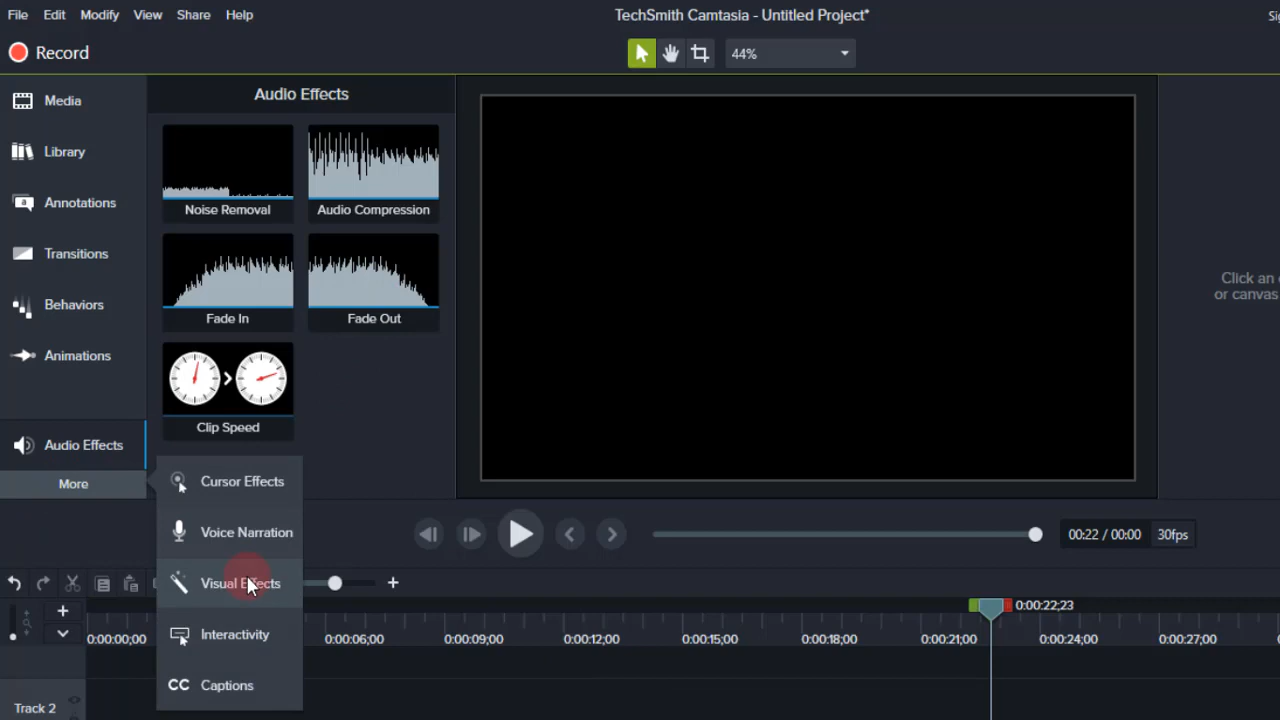 File Edit Modify View Share Help
TechSmith Camtasia - Untitled Project*
Record
44%
Media
Library
Annotations
Transitions
Behaviors
Animations
Audio Effects
More
Audio Effects
Noise Removal
Audio Compression
Fade In
Fade Out
Clip Speed
Cursor Effects
Voice Narration
Visual Effects
Interactivity
CC Captions
Click an
or canvas
00:22 / 00:00 30fps
0:00:22;23
0:00:00;00 0:00:06;00 0:00:09;00 0:00:12;00 0:00:15;00 0:00:18;00 0:00:21;00 0:00:24;00 0:00:27;00
Track 2